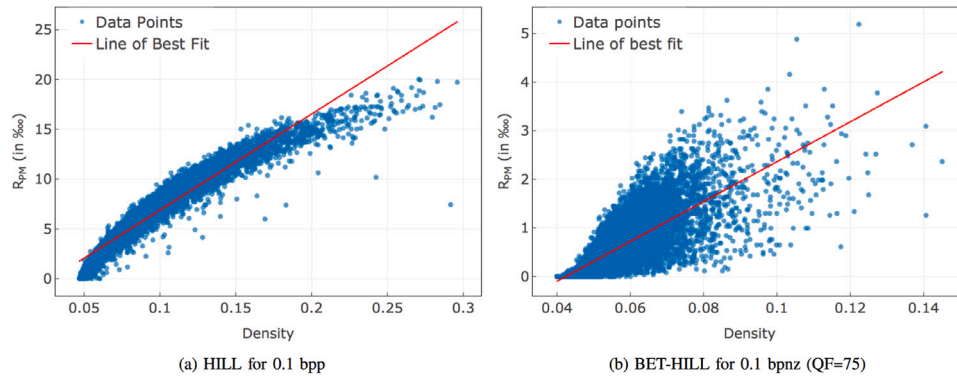 Data Points
Line of Best Fit
25
20
15
10
5
0
R_PM (in ‰)
0.05 0.1 0.15 0.2 0.25 0.3
Density
(a) HILL for 0.1 bpp
Data points
Line of best fit
5
4
3
2
1
0
R_PM (in ‰)
0.04 0.06 0.08 0.1 0.12 0.14
Density
(b) BET-HILL for 0.1 bpnz (QF=75)